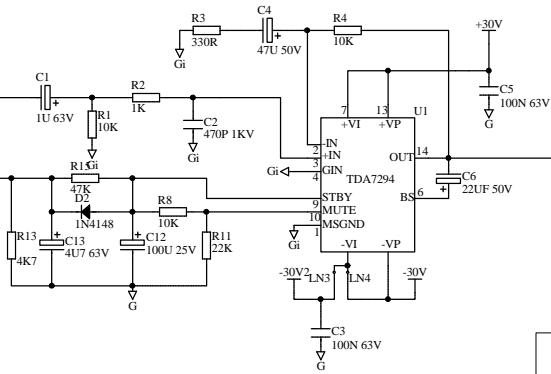 R3
330R
Gi
C4
47U 50V
R4
10K
+30V
C5
100N 63V
G
C1
1U 63V
R1
10K
Gi
R2
1K
C2
470P 1KV
Gi
7
+VI
13
+VP
U1
-IN
2
+IN
3
GIN
4
Gi
TDA7294
OUT
14
BS
6
C6
22UF 50V
STBY
9
MUTE
10
MSGND
1
Gi
-VI
-VP
R15
47K
D2
1N4148
R8
10K
R13
4K7
C13
4U7 63V
C12
100U 25V
R11
22K
G
-30V2
LN3
LN4
-30V
C3
100N 63V
G